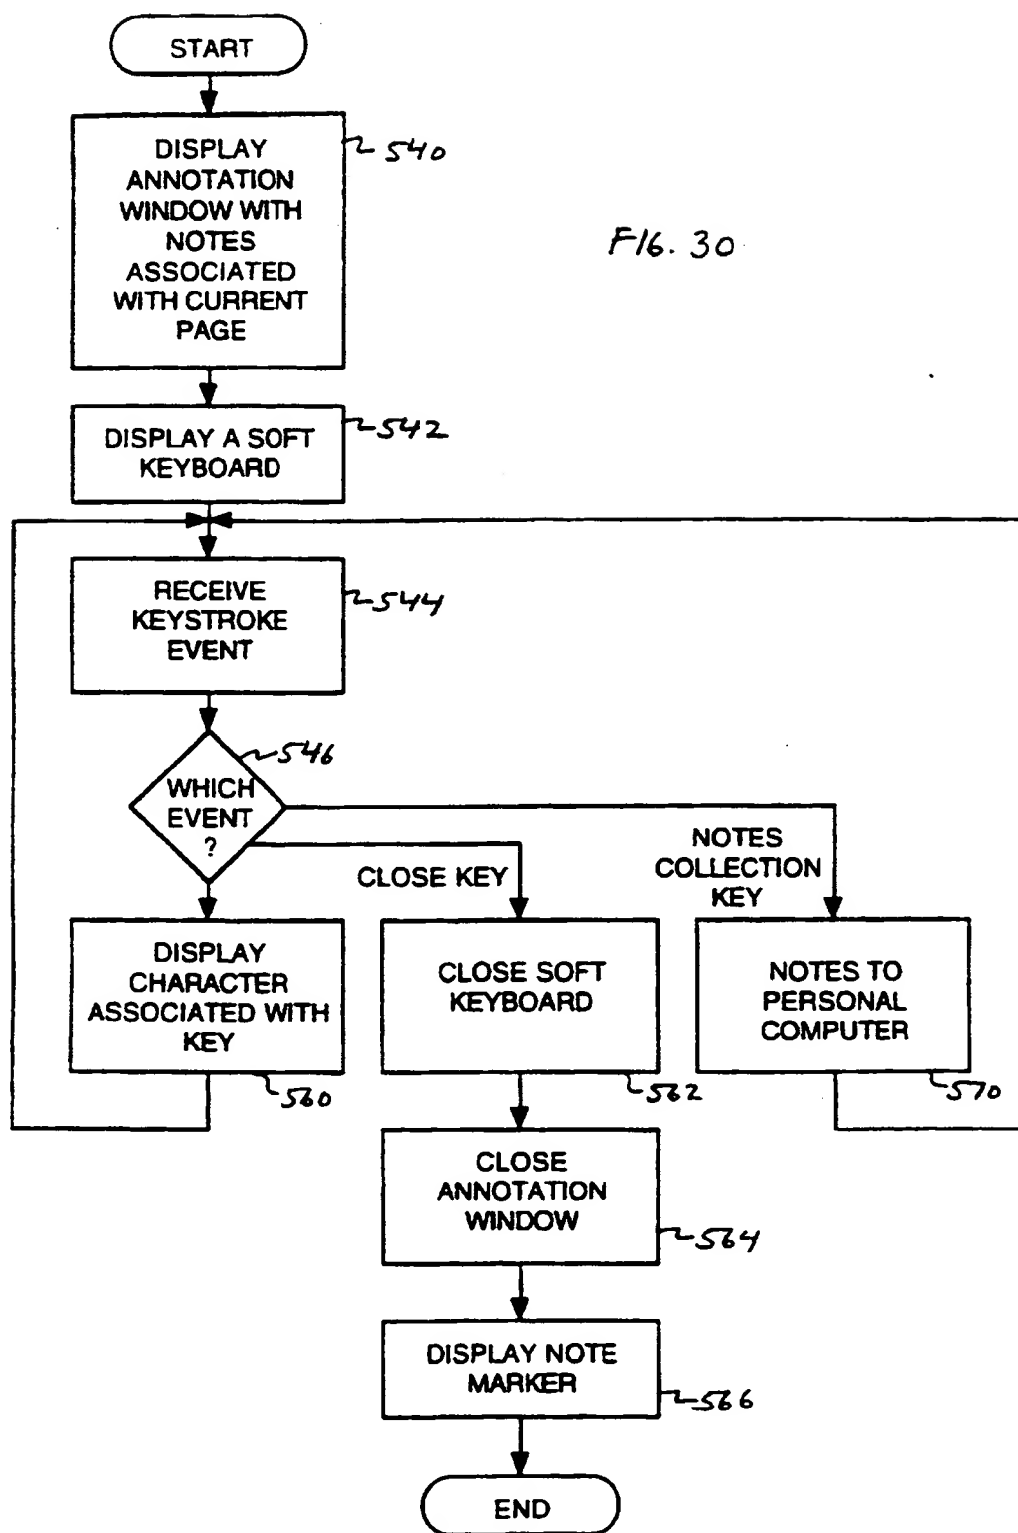 START
DISPLAY
ANNOTATION
WINDOW WITH
NOTES
ASSOCIATED
WITH CURRENT
PAGE
540
FIG. 30
DISPLAY A SOFT
KEYBOARD
542
RECEIVE
KEYSTROKE
EVENT
544
WHICH
EVENT
?
546
CLOSE KEY
NOTES
COLLECTION
KEY
DISPLAY
CHARACTER
ASSOCIATED WITH
KEY
560
CLOSE SOFT
KEYBOARD
562
NOTES TO
PERSONAL
COMPUTER
570
CLOSE
ANNOTATION
WINDOW
564
DISPLAY NOTE
MARKER
566
END